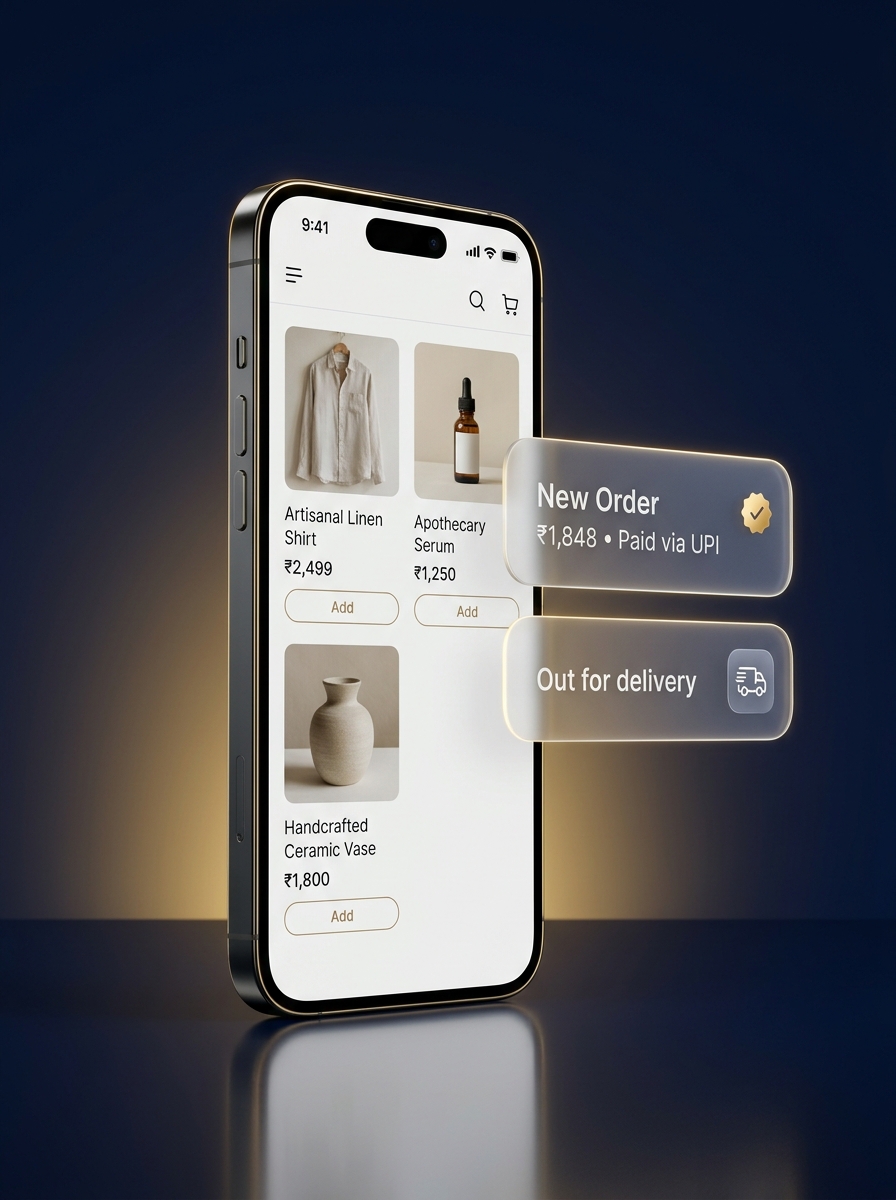 9:41
Artisanal Linen
Shirt
₹2,499
Add
Apothecary
Serum
₹1,250
Add
New Order
₹1,848 • Paid via UPI
Out for delivery
Handcrafted
Ceramic Vase
₹1,800
Add